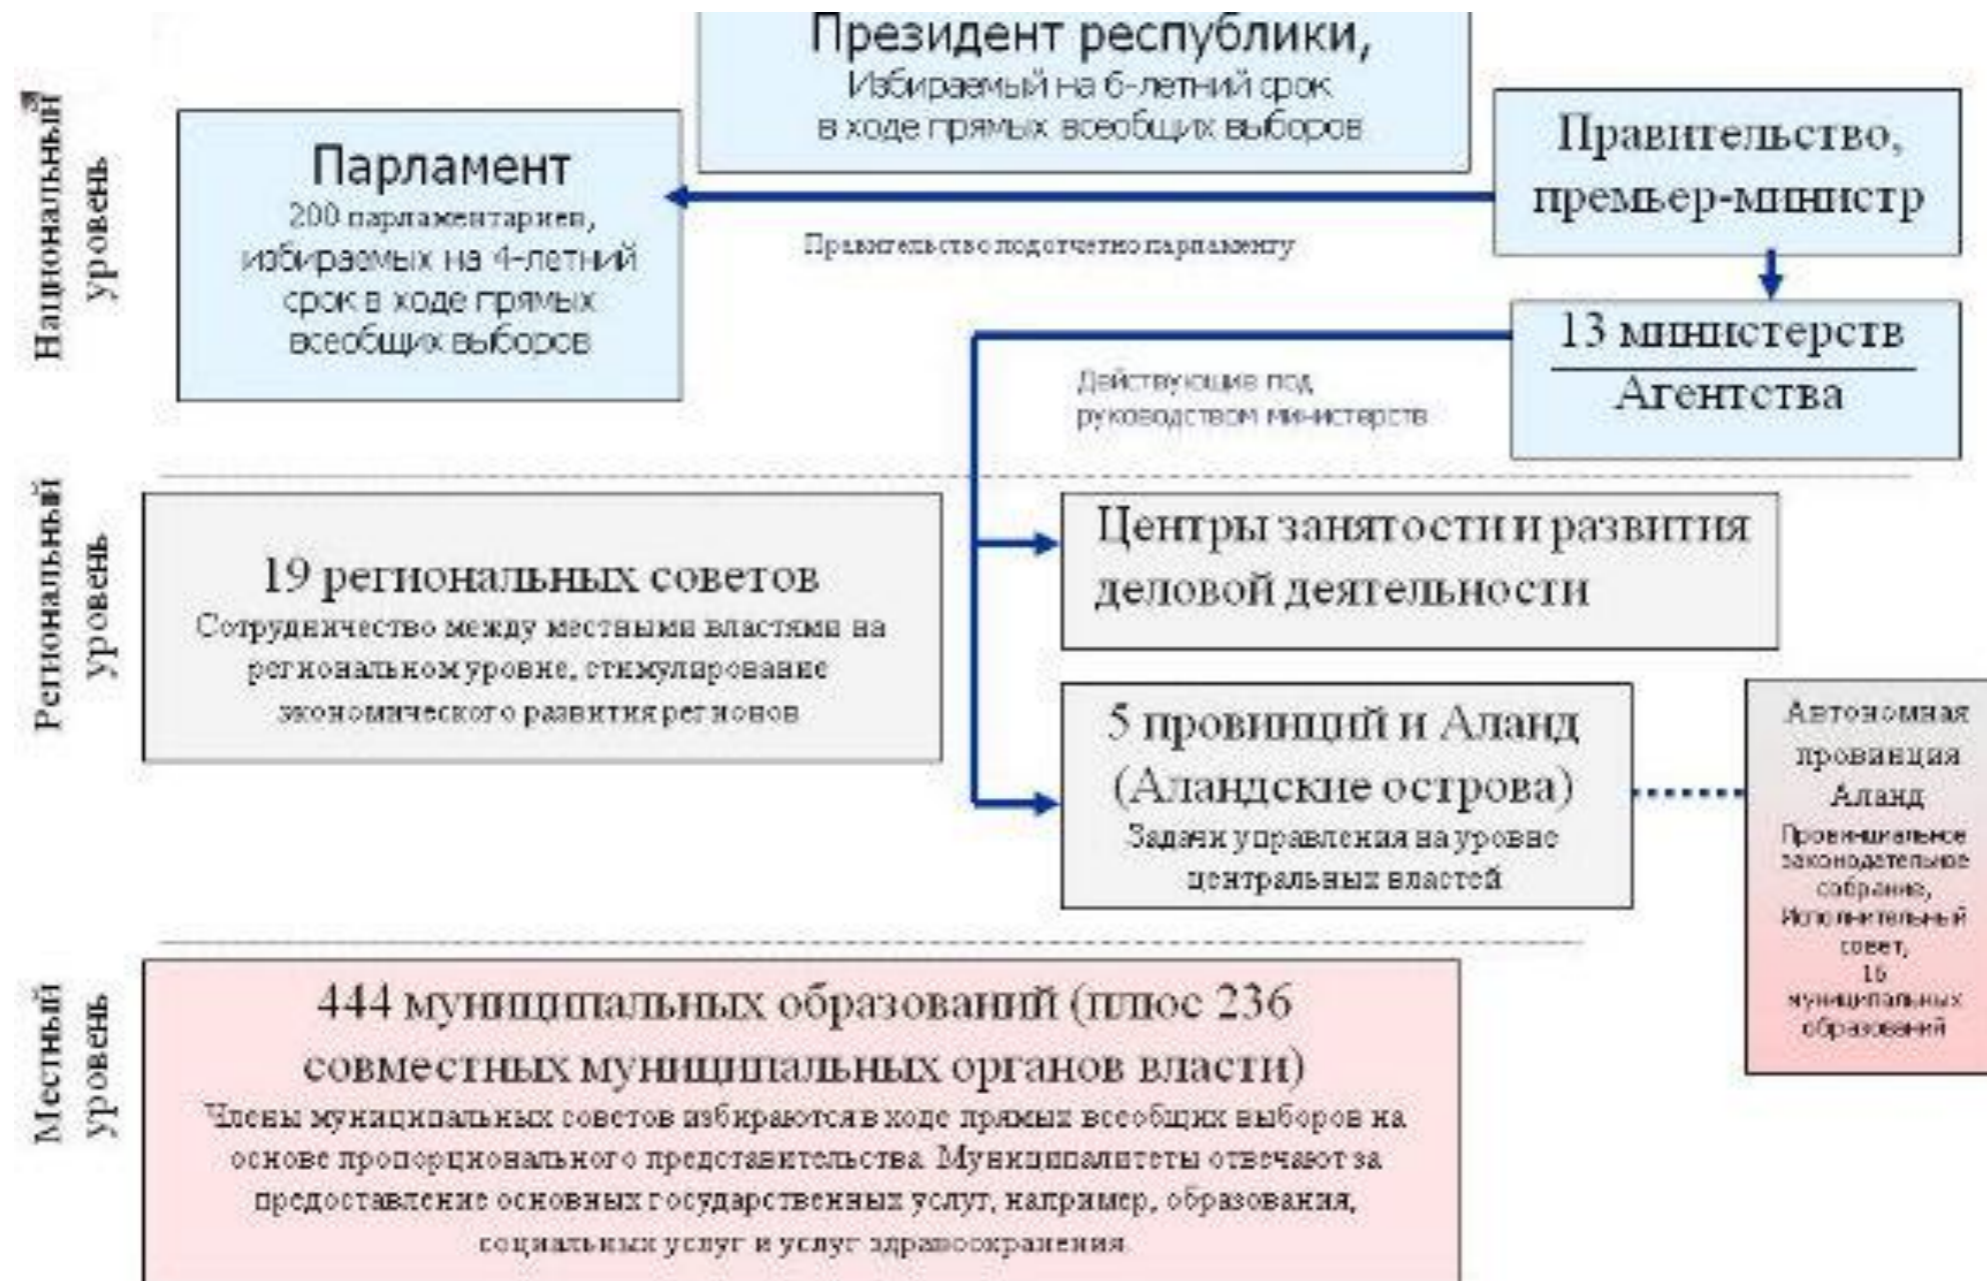 Президент республики,
Избираемый на 6-летний срок
в ходе прямых всеобщих выборов
Национальный
уровень
Парламент
200 парламентариев,
избираемых на 4-летний
срок в ходе прямых
всеобщих выборов
Правительство,
премьер-министр
Правительство подотчетно парламенту
13 министерств
Агентства
Действующие под
руководством министерств
Региональный
уровень
19 региональных советов
Сотрудничество между местными властями на
региональном уровне, стимулирование
экономического развития регионов
Центры занятости и развития
деловой деятельности
5 провинций и Аланд
(Аландские острова)
Задачи управления на уровне
центральных властей
Автономная
провинция
Аланд
Провинциальное
законодательное
собрание,
Исполнительный
совет,
16
муниципальных
образований
Местный
уровень
444 муниципальных образований (плюс 236
совместных муниципальных органов власти)
Члены муниципальных советов избираются в ходе прямых всеобщих выборов на
основе пропорционального представительства. Муниципалитеты отвечают за
предоставление основных государственных услуг, например, образования,
социальных услуг и услуг здравоохранения